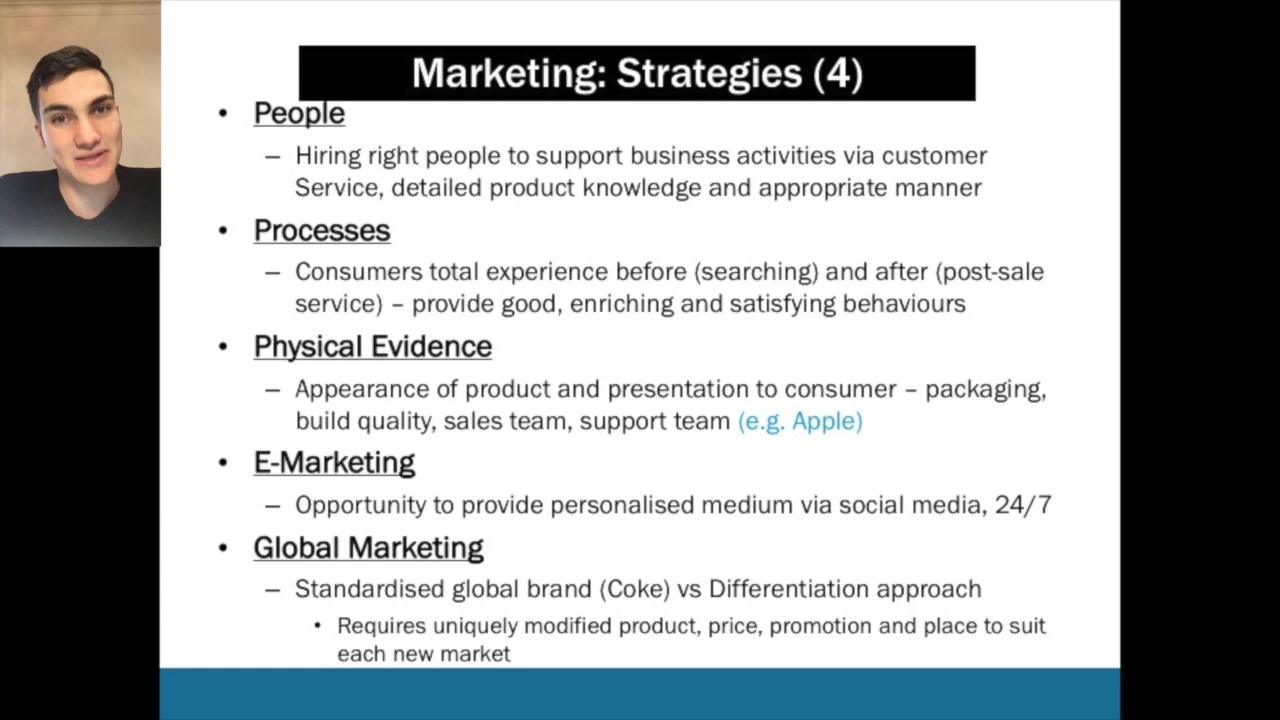 Marketing: Strategies (4)
• People
– Hiring right people to support business activities via customer
Service, detailed product knowledge and appropriate manner
• Processes
– Consumers total experience before (searching) and after (post-sale
service) – provide good, enriching and satisfying behaviours
• Physical Evidence
– Appearance of product and presentation to consumer – packaging,
build quality, sales team, support team (e.g. Apple)
• E-Marketing
– Opportunity to provide personalised medium via social media, 24/7
• Global Marketing
– Standardised global brand (Coke) vs Differentiation approach
• Requires uniquely modified product, price, promotion and place to suit
each new market